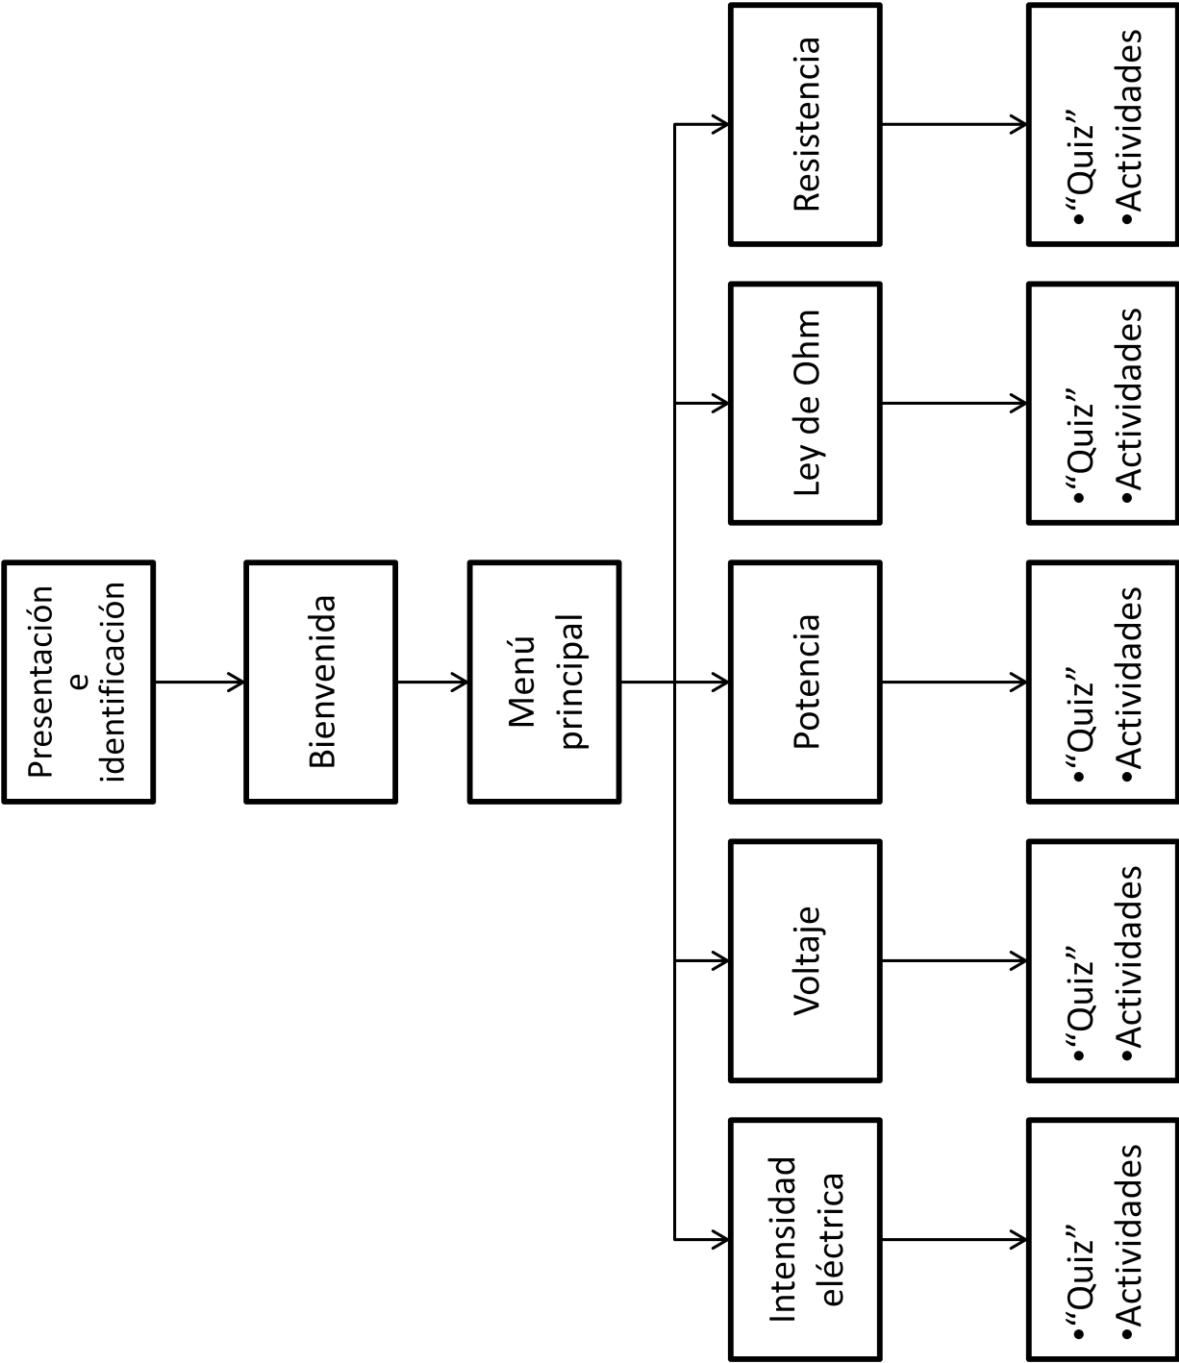 Presentación
e
identificación
Bienvenida
Menú
principal
Intensidad
eléctrica
Voltaje
Potencia
Ley de Ohm
Resistencia
•“Quiz”
•Actividades
•“Quiz”
•Actividades
•“Quiz”
•Actividades
•“Quiz”
•Actividades
•“Quiz”
•Actividades